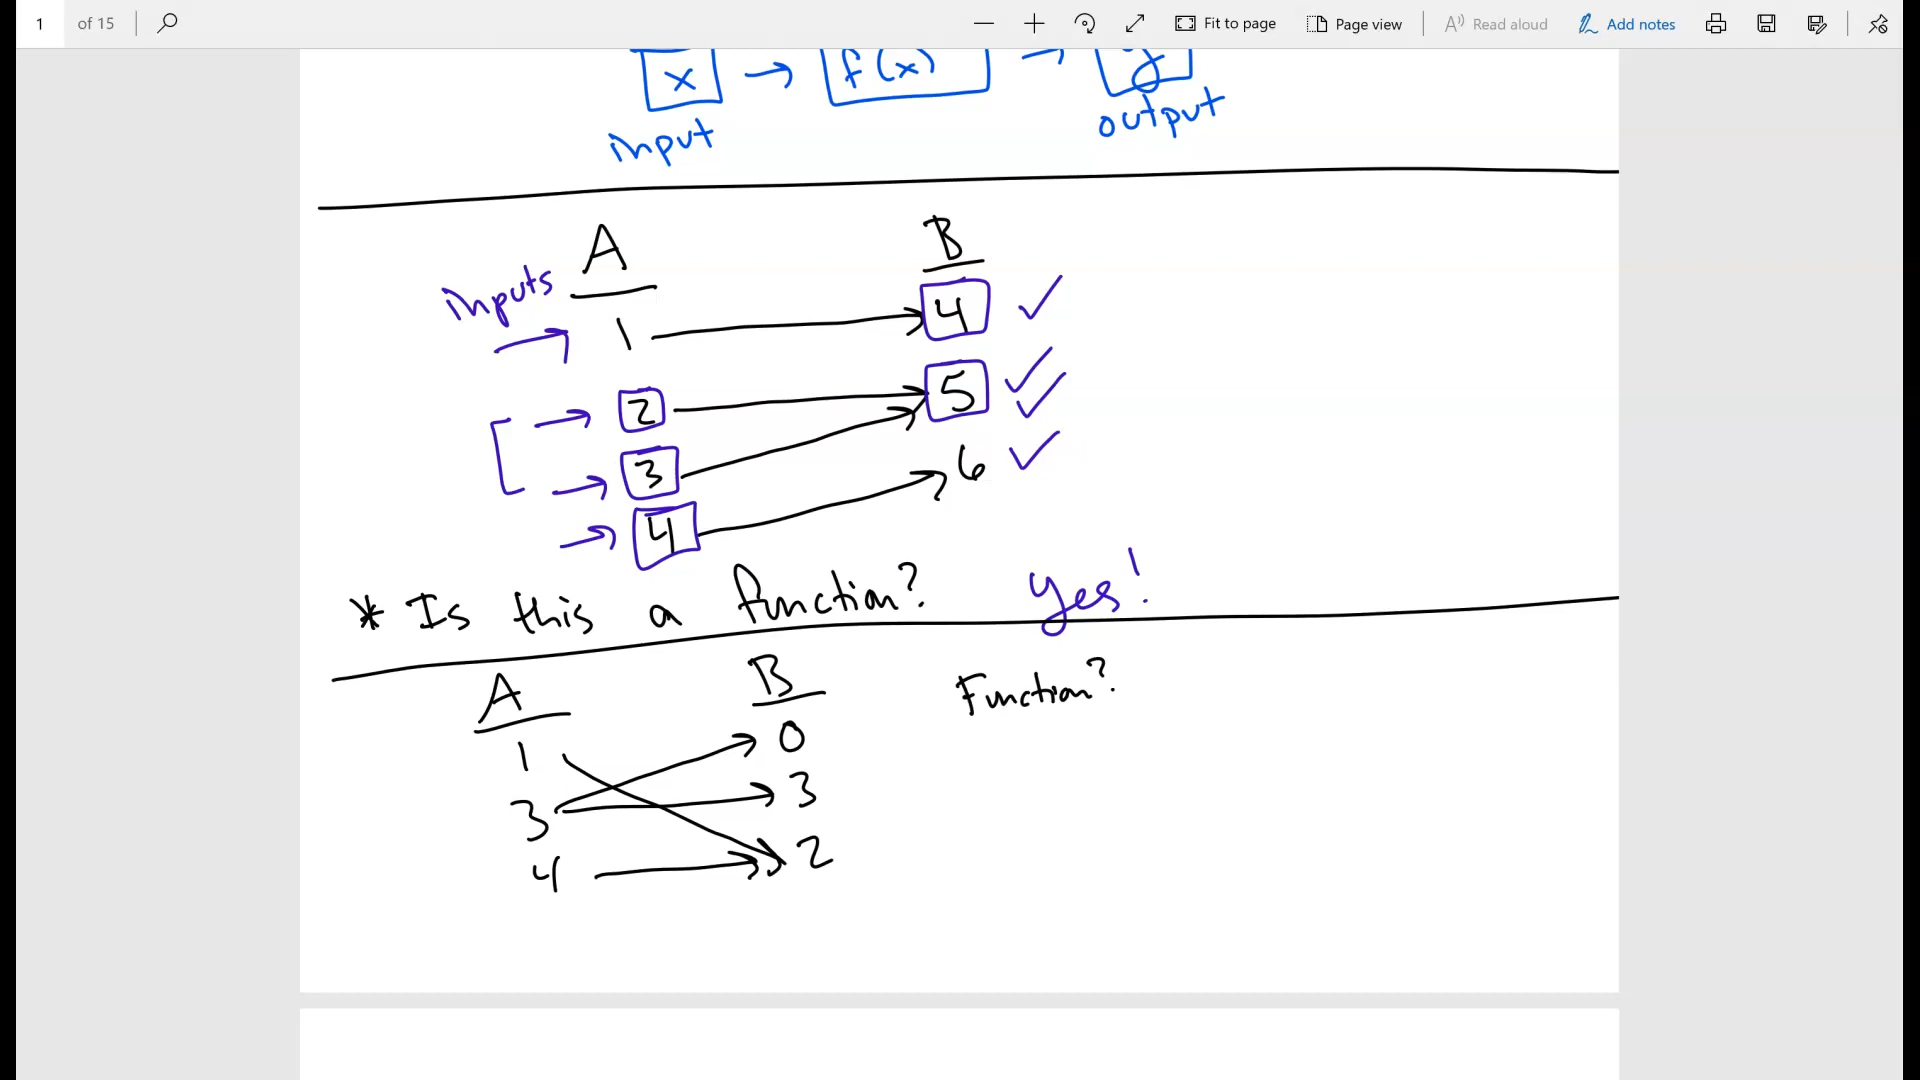 1 of 15 Fit to page Page view Read aloud Add notes
x → f(x) → y
input output
A B
inputs
1 → 4 ✓
2 → 5 ✓✓
3
4 → 6 ✓
* Is this a function? Yes!
A B Function?
1 0
3 3
4 2